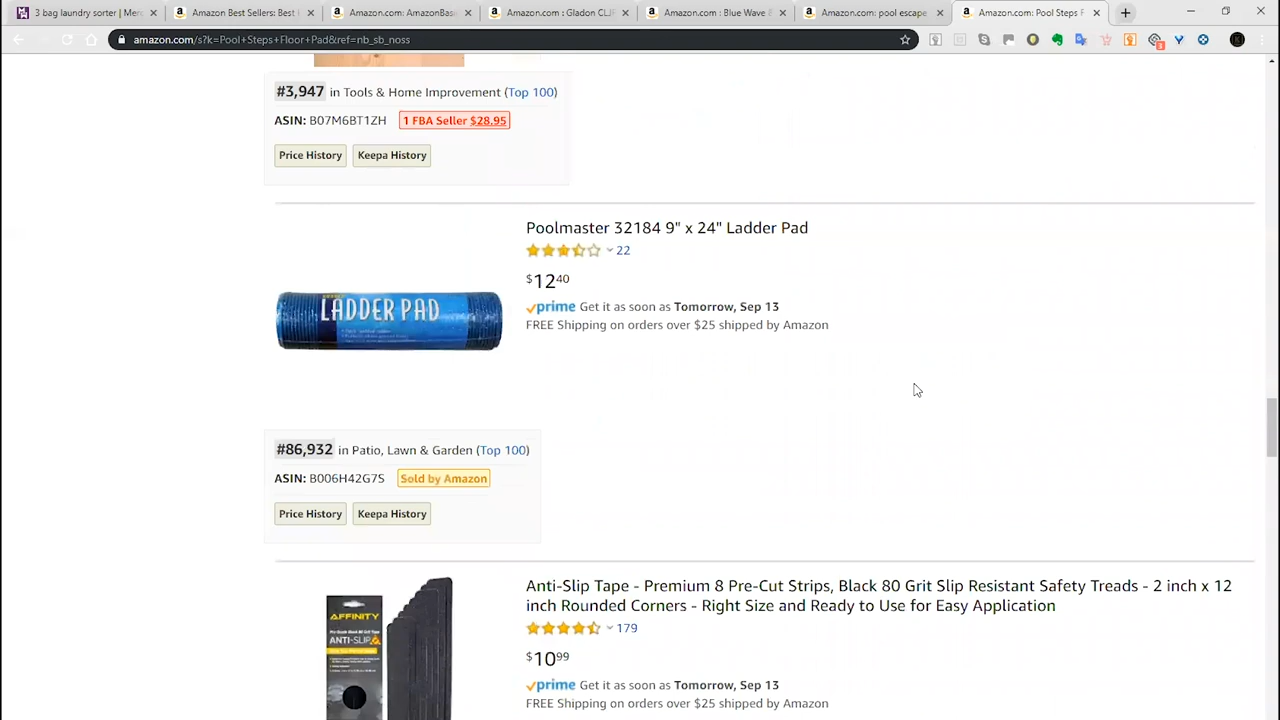 3 bag laundry sorter | Merc
Amazon Best Sellers: Best
Amazon.com: AmazonBasic
Amazon.com : Gladon CLIF
Amazon.com : Blue Wave 8
Amazon.com: pool escape
Amazon.com: Pool Steps F
amazon.com/s?k=Pool+Steps+Floor+Pad&ref=nb_sb_noss
#3,947 in Tools & Home Improvement (Top 100)
ASIN: B07M6BT1ZH 1 FBA Seller $28.95
Price History Keepa History
Poolmaster 32184 9" x 24" Ladder Pad
22
$12 40
prime Get it as soon as Tomorrow, Sep 13
FREE Shipping on orders over $25 shipped by Amazon
LADDER PAD
#86,932 in Patio, Lawn & Garden (Top 100)
ASIN: B006H42G7S Sold by Amazon
Price History Keepa History
Anti-Slip Tape - Premium 8 Pre-Cut Strips, Black 80 Grit Slip Resistant Safety Treads - 2 inch x 12
inch Rounded Corners - Right Size and Ready to Use for Easy Application
179
$10 99
prime Get it as soon as Tomorrow, Sep 13
FREE Shipping on orders over $25 shipped by Amazon
AFFINITY
ANTI-SLIP